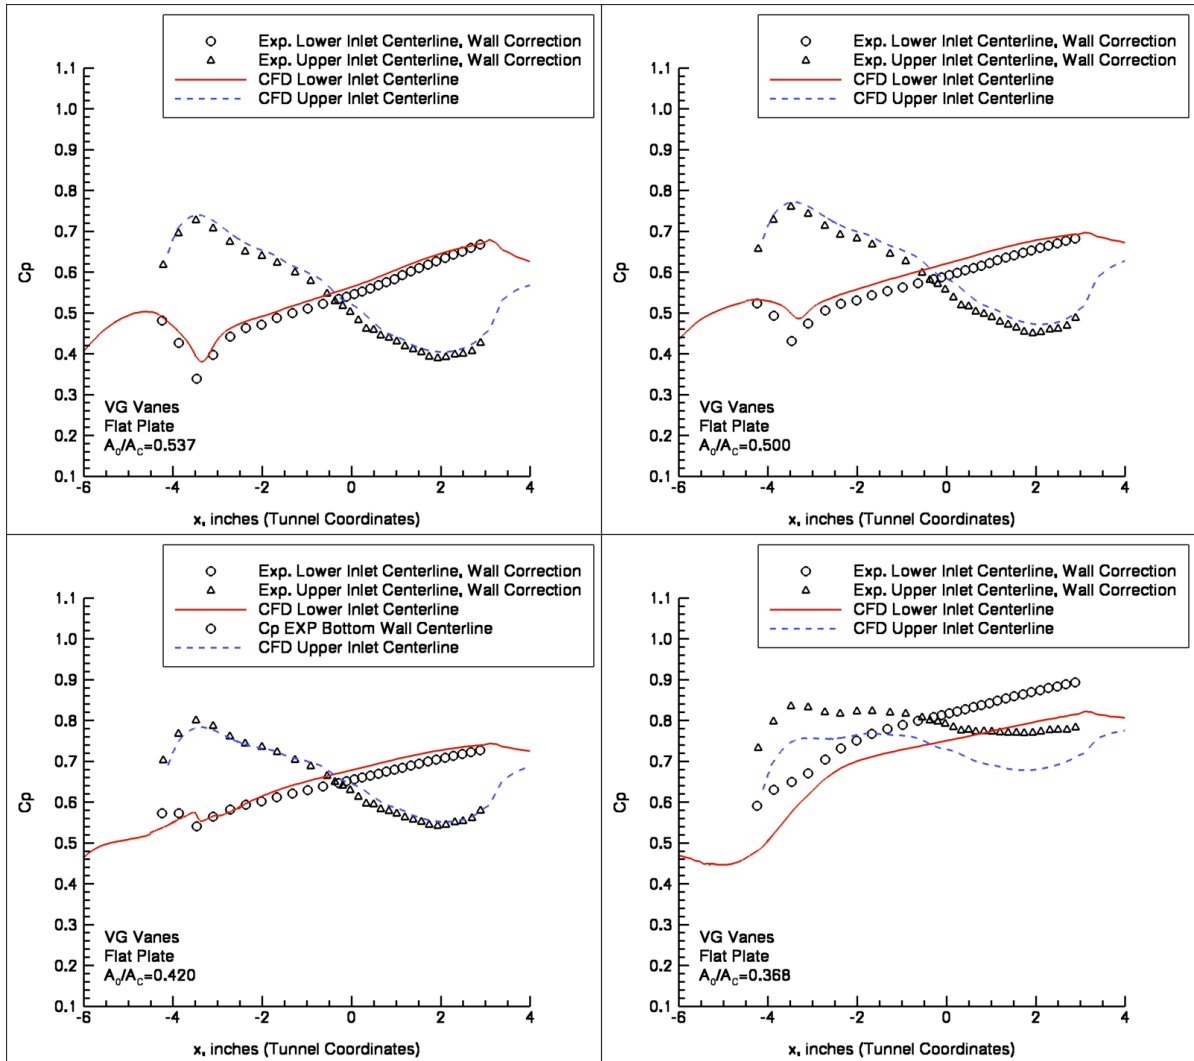 Exp. Lower Inlet Centerline, Wall Correction
Exp. Upper Inlet Centerline, Wall Correction
CFD Lower Inlet Centerline
CFD Upper Inlet Centerline
1.1
1.0
0.9
0.8
0.7
0.6
0.5
0.4
0.3
0.2
0.1
Cp
VG Vanes
Flat Plate
A₀/A_C=0.537
-6 -4 -2 0 2 4
x, inches (Tunnel Coordinates)
Exp. Lower Inlet Centerline, Wall Correction
Exp. Upper Inlet Centerline, Wall Correction
CFD Lower Inlet Centerline
CFD Upper Inlet Centerline
1.1
1.0
0.9
0.8
0.7
0.6
0.5
0.4
0.3
0.2
0.1
Cp
VG Vanes
Flat Plate
A₀/A_C=0.500
-6 -4 -2 0 2 4
x, inches (Tunnel Coordinates)
Exp. Lower Inlet Centerline, Wall Correction
Exp. Upper Inlet Centerline, Wall Correction
CFD Lower Inlet Centerline
Cp EXP Bottom Wall Centerline
CFD Upper Inlet Centerline
1.1
1.0
0.9
0.8
0.7
0.6
0.5
0.4
0.3
0.2
0.1
Cp
VG Vanes
Flat Plate
A₀/A_C=0.420
-6 -4 -2 0 2 4
x, inches (Tunnel Coordinates)
Exp. Lower Inlet Centerline, Wall Correction
Exp. Upper Inlet Centerline, Wall Correction
CFD Lower Inlet Centerline
CFD Upper Inlet Centerline
1.1
1.0
0.9
0.8
0.7
0.6
0.5
0.4
0.3
0.2
0.1
Cp
VG Vanes
Flat Plate
A₀/A_C=0.368
-6 -4 -2 0 2 4
x, inches (Tunnel Coordinates)